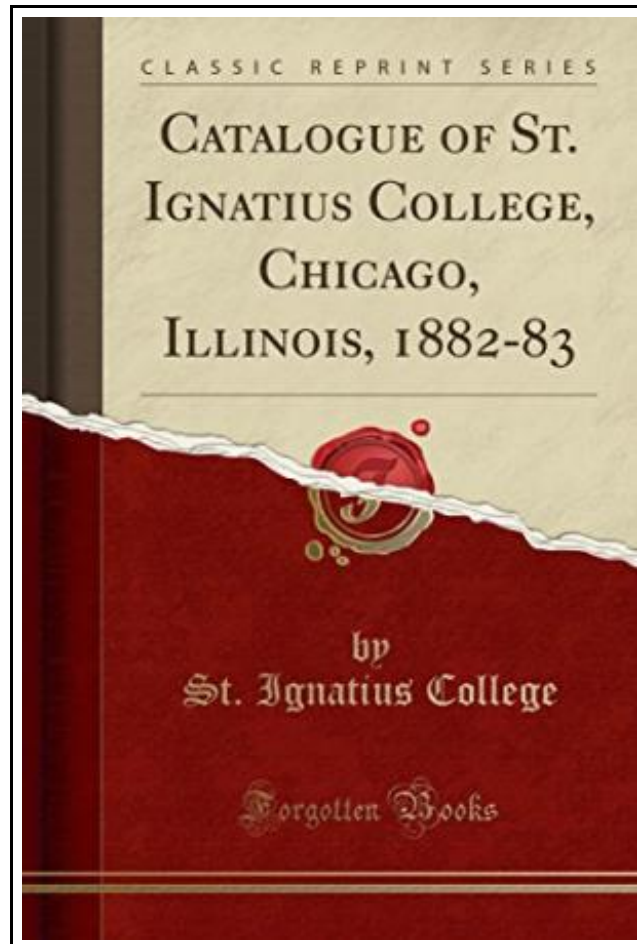 CLASSIC REPRINT SERIES
CATALOGUE OF ST.
IGNATIUS COLLEGE,
CHICAGO,
ILLINOIS, 1882-83
by
St. Ignatius College
Forgotten Books